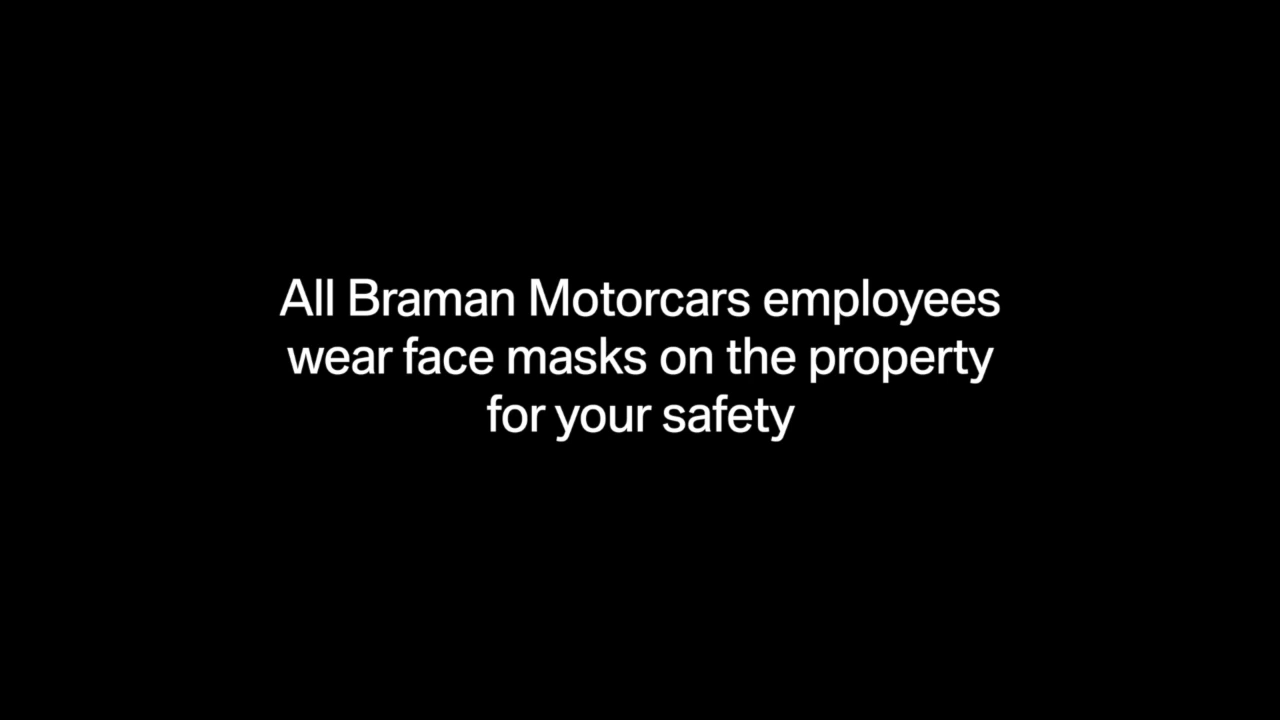 All Braman Motorcars employees
wear face masks on the property
for your safety